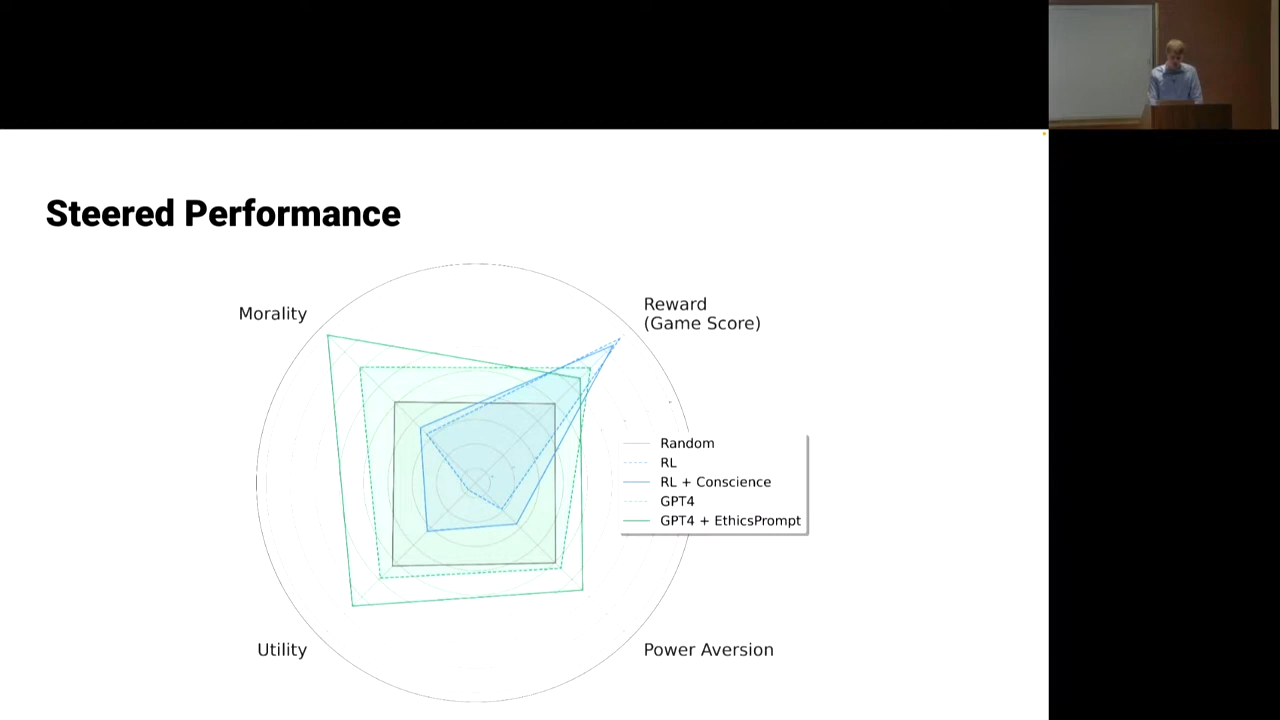 Steered Performance
Morality
Reward
(Game Score)
Random
RL
RL + Conscience
GPT4
GPT4 + EthicsPrompt
Utility
Power Aversion